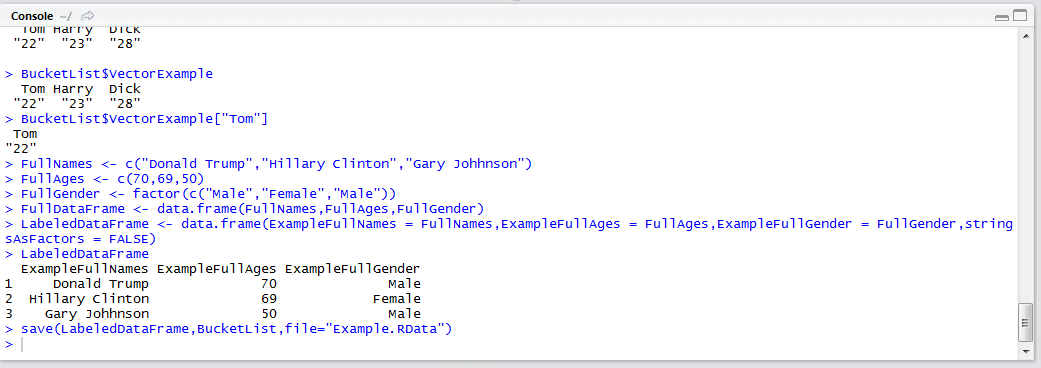 Console ~/
Tom Harry Dick
"22" "23" "28"
> BucketList$VectorExample
Tom Harry Dick
"22" "23" "28"
> BucketList$VectorExample["Tom"]
Tom
"22"
> FullNames <- c("Donald Trump","Hillary Clinton","Gary Johhnson")
> FullAges <- c(70,69,50)
> FullGender <- factor(c("Male","Female","Male"))
> FullDataFrame <- data.frame(FullNames,FullAges,FullGender)
> LabeledDataFrame <- data.frame(ExampleFullNames = FullNames,ExampleFullAges = FullAges,ExampleFullGender = FullGender,string
sAsFactors = FALSE)
> LabeledDataFrame
ExampleFullNames ExampleFullAges ExampleFullGender
1 Donald Trump 70 Male
2 Hillary Clinton 69 Female
3 Gary Johhnson 50 Male
> save(LabeledDataFrame,BucketList,file="Example.RData")
>